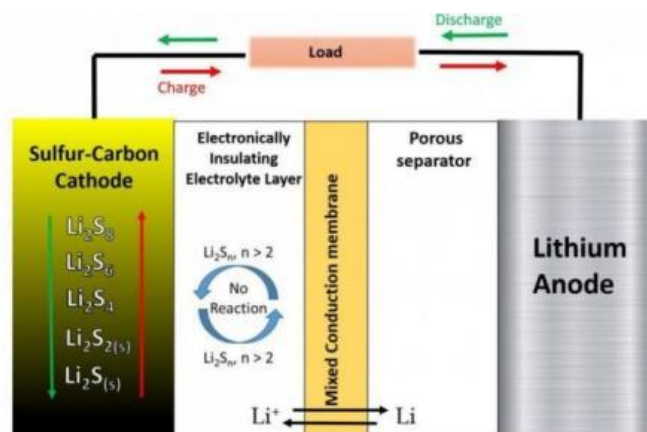 Discharge
Load
Charge
Sulfur-Carbon
Cathode
Li₂S₈
Li₂S₆
Li₂S₄
Li₂S₂(s)
Li₂S(s)
Electronically
Insulating
Electrolyte Layer
Li₂Sₙ, n > 2
No
Reaction
Li₂Sₙ, n > 2
Mixed Conduction membrane
Porous
separator
Lithium
Anode
Li⁺
Li